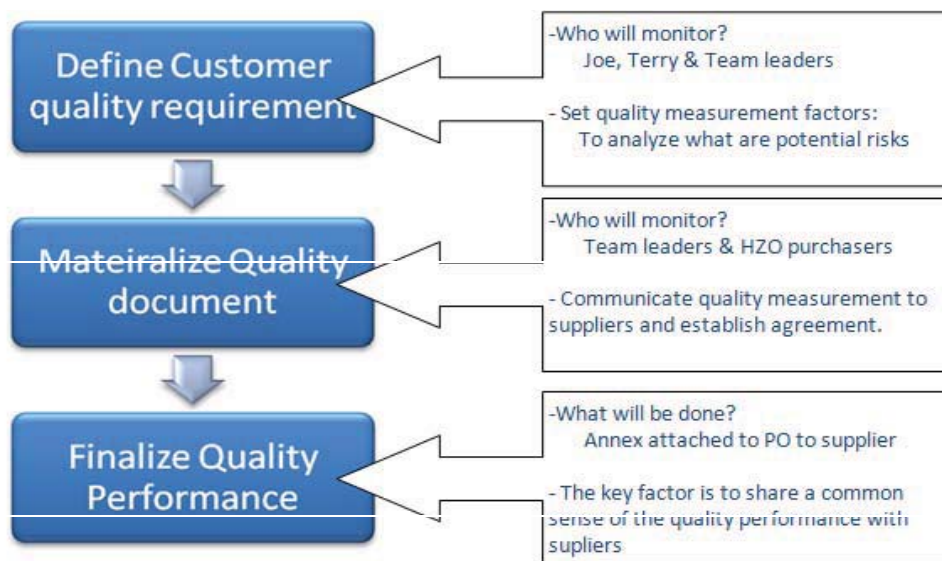 Define Customer
quality requirement
-Who will monitor?
Joe, Terry & Team leaders
- Set quality measurement factors:
To analyze what are potential risks
Mateiralize Quality
document
-Who will monitor?
Team leaders & HZO purchasers
- Communicate quality measurement to
suppliers and establish agreement.
Finalize Quality
Performance
-What will be done?
Annex attached to PO to supplier
- The key factor is to share a common
sense of the quality performance with
supliers